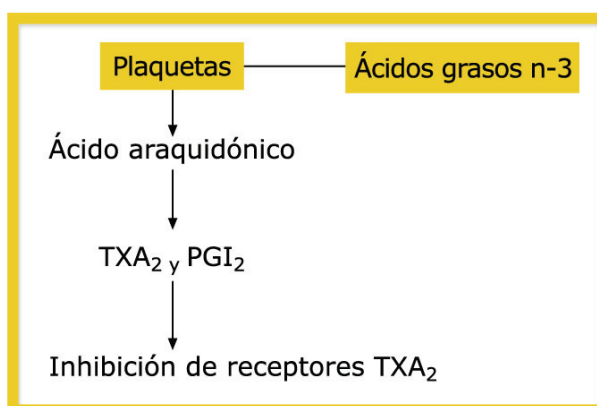 Plaquetas
Ácidos grasos n-3
Ácido araquidónico
TXA₂ y PGI₂
Inhibición de receptores TXA₂